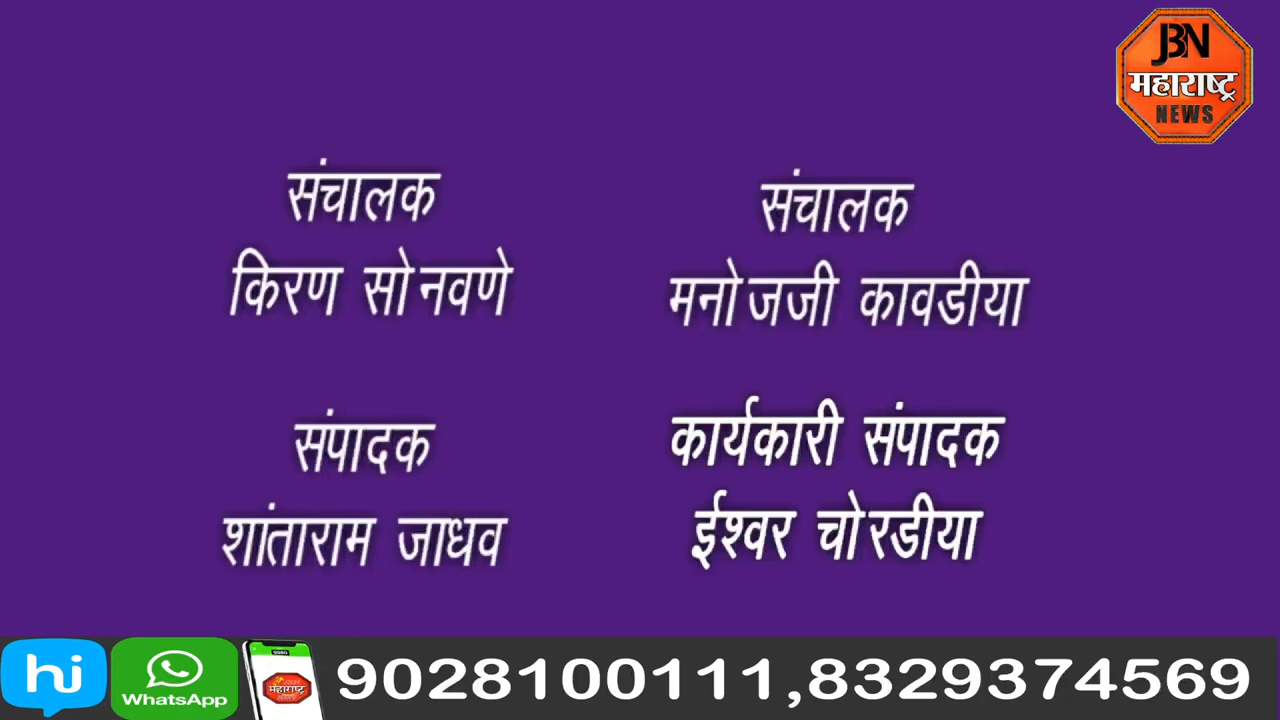 JBN
महाराष्ट्र
NEWS
संचालक
किरण सोनवणे
संचालक
मनोजजी कावडीया
संपादक
शांताराम जाधव
कार्यकारी संपादक
ईश्वर चोरडीया
hi
WhatsApp
महाराष्ट्र
9028100111,8329374569